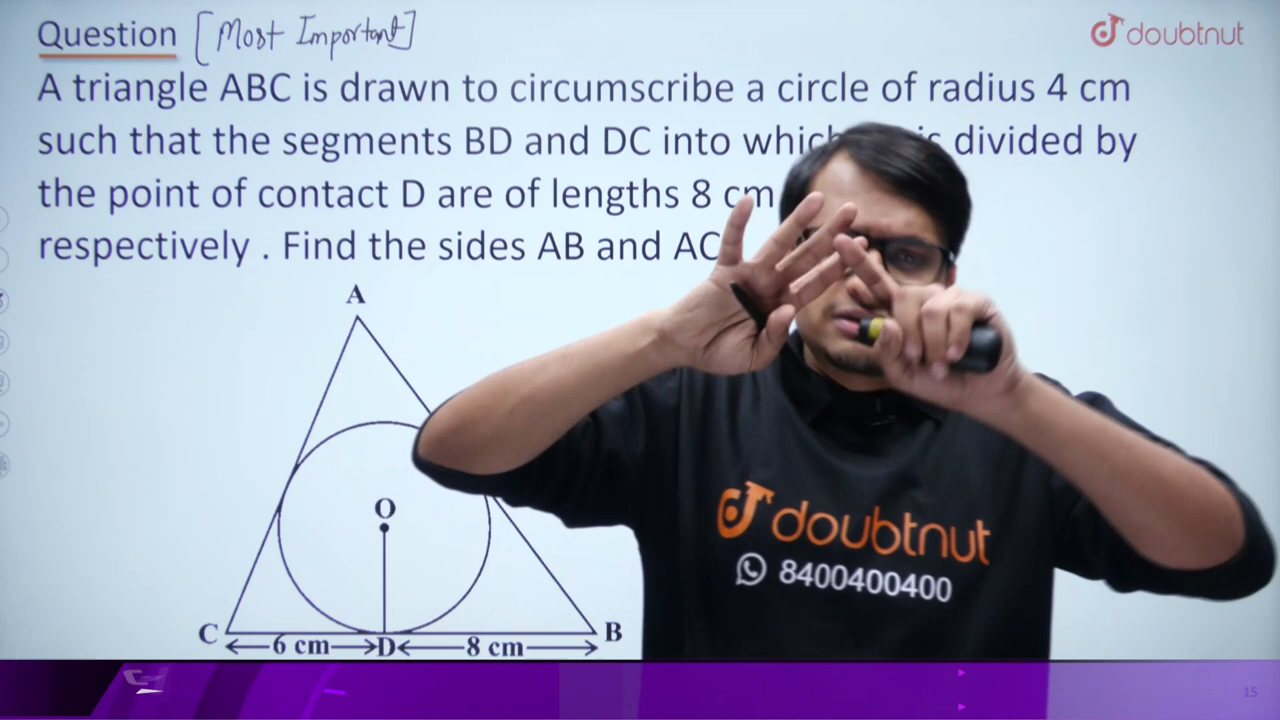 Question [Most Important]
doubtnut
A triangle ABC is drawn to circumscribe a circle of radius 4 cm
such that the segments BD and DC into is divided by
the point of contact D are of lengths 8 cm
respectively . Find the sides AB and AC
A
O
C
B
6 cm D 8 cm
doubtnut
8400400400
15